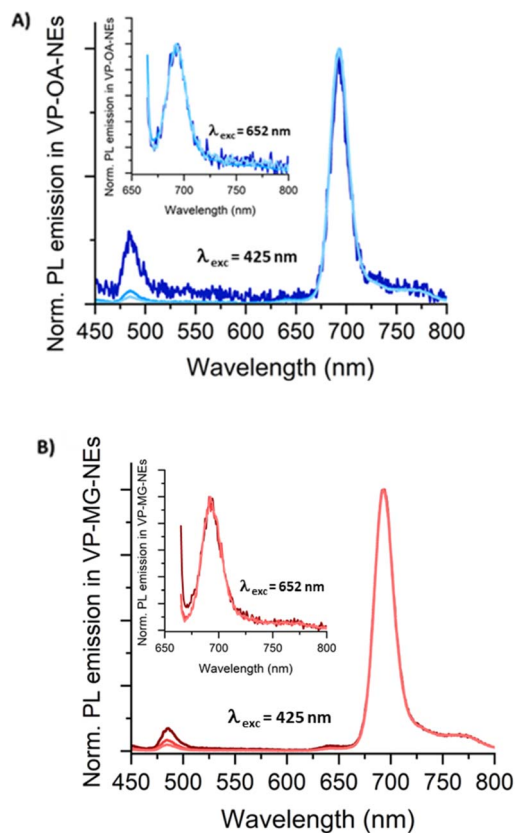 A)
Norm. PL emission in VP-OA-NEs
Norm. PL emission in VP-OA-NEs
λexc = 652 nm
650 700 750 800
Wavelength (nm)
λexc = 425 nm
450 500 550 600 650 700 750 800
Wavelength (nm)
B)
Norm. PL emission in VP-MG-NEs
Norm. PL emission in VP-MG-NEs
λexc = 652 nm
650 700 750 800
Wavelength (nm)
λexc = 425 nm
450 500 550 600 650 700 750 800
Wavelength (nm)